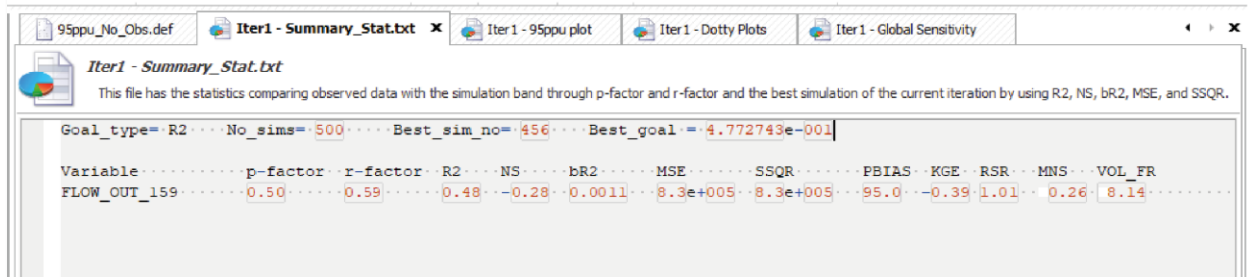 95ppu_No_Obs.def Iter1 - Summary_Stat.txt x Iter1 - 95ppu plot Iter1 - Dotty Plots Iter1 - Global Sensitivity x
Iter1 - Summary_Stat.txt
This file has the statistics comparing observed data with the simulation band through p-factor and r-factor and the best simulation of the current iteration by using R2, NS, bR2, MSE, and SSQR.
Goal_type= R2 No_sims= 500 Best_sim_no= 456 Best_goal = 4.772743e-001
Variable p-factor r-factor R2 NS bR2 MSE SSQR PBIAS KGE RSR MNS VOL_FR
FLOW_OUT_159 0.50 0.59 0.48 -0.28 0.0011 8.3e+005 8.3e+005 95.0 -0.39 1.01 0.26 8.14